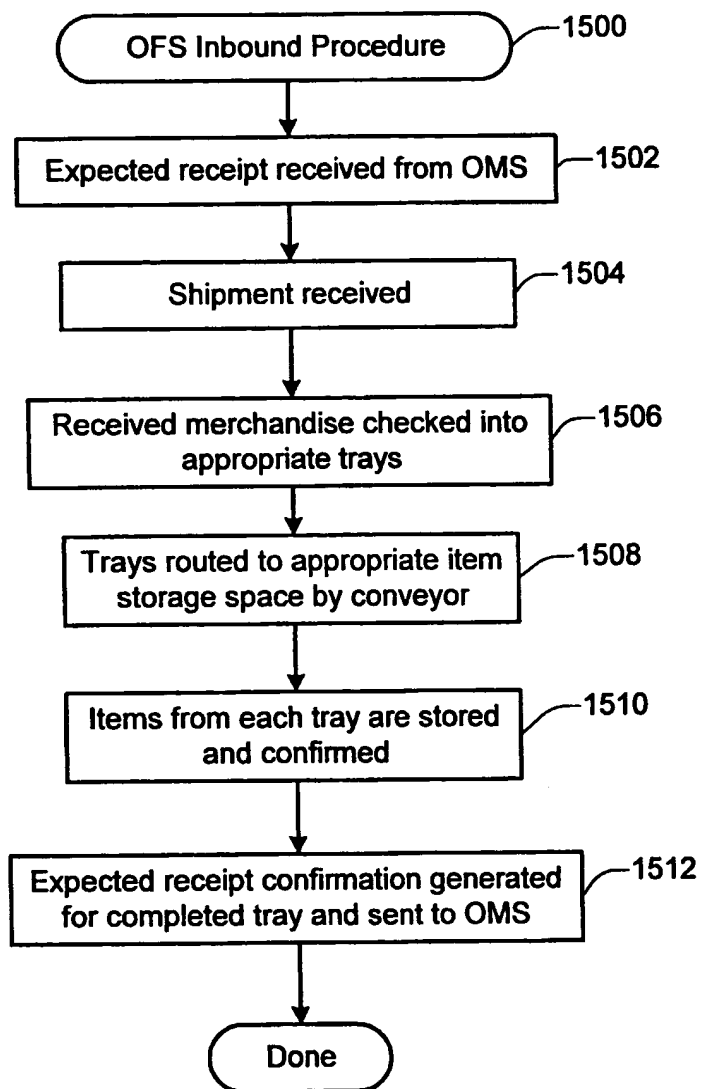 OFS Inbound Procedure
1500
Expected receipt received from OMS
1502
Shipment received
1504
Received merchandise checked into
appropriate trays
1506
Trays routed to appropriate item
storage space by conveyor
1508
Items from each tray are stored
and confirmed
1510
Expected receipt confirmation generated
for completed tray and sent to OMS
1512
Done